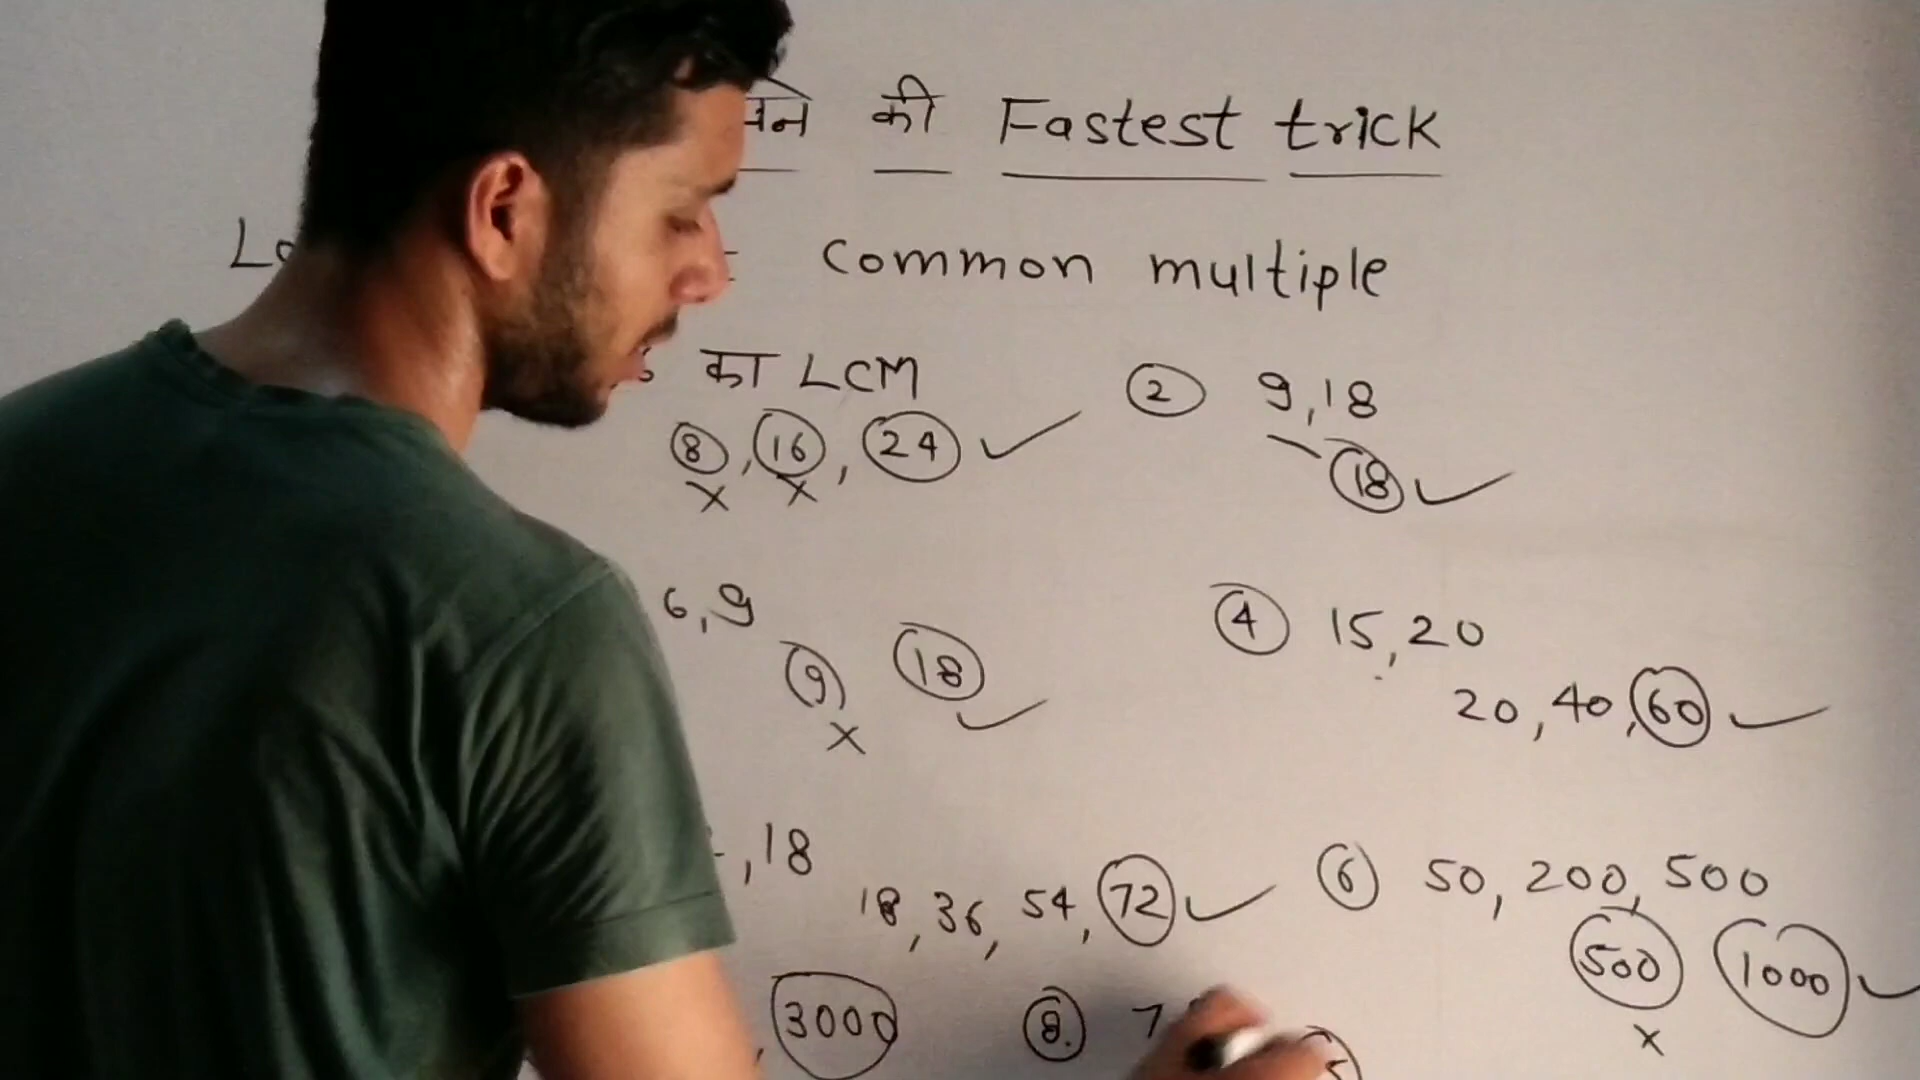 की Fastest trick
common multiple
का LCM
8, 16, 24 ✓
x x
② 9,18
18 ✓
6,9
9 18 ✓
x
④ 15,20
20,40,60 ✓
,18
18,36,54,72 ✓
⑥ 50, 200, 500
500 1000 ✓
x
, 3000
⑧. 7